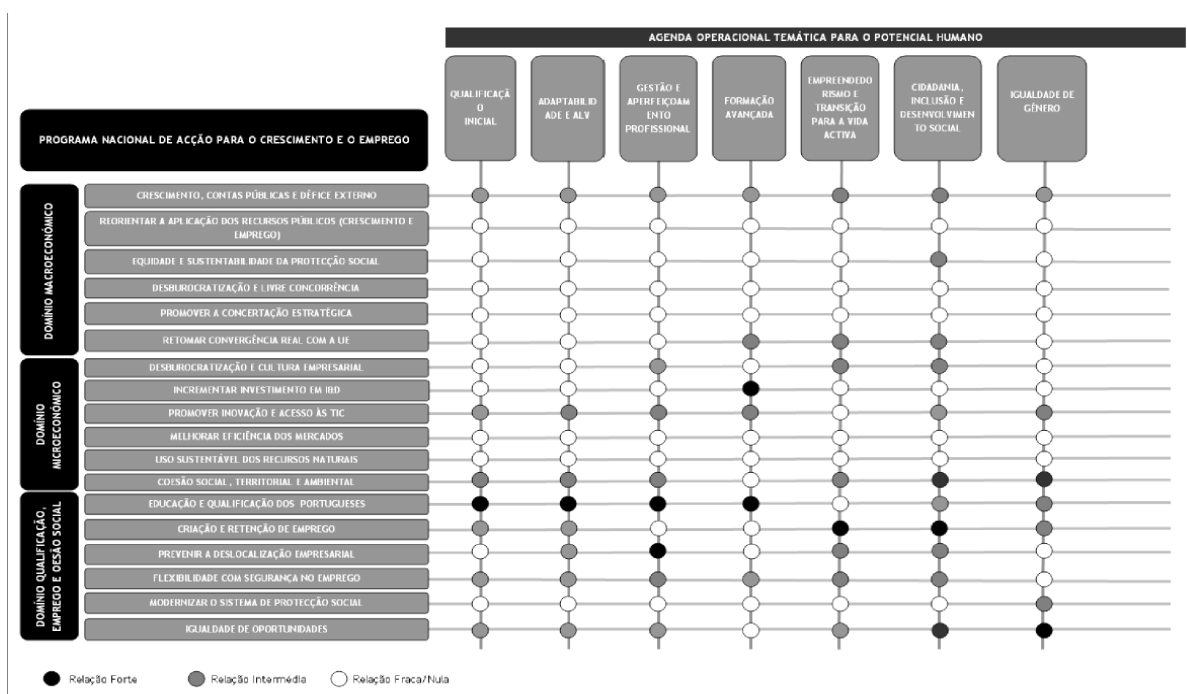 AGENDA OPERACIONAL TEMÁTICA PARA O POTENCIAL HUMANO
QUALIFICAÇÃ
O
INICIAL
ADAPTABILID
ADE E ALV
GESTÃO E
APERFEIÇOAM
ENTO
PROFISSIONAL
FORMAÇÃO
AVANÇADA
EMPREENDEDO
RISMO E
TRANSIÇÃO
PARA A VIDA
ACTIVA
CIDADANIA,
INCLUSÃO E
DESENVOLVIMEN
TO SOCIAL
IGUALDADE DE
GÉNERO
PROGRAMA NACIONAL DE ACÇÃO PARA O CRESCIMENTO E O EMPREGO
DOMÍNIO MACROECONÓMICO
CRESCIMENTO, CONTAS PÚBLICAS E DÉFICE EXTERNO
REORIENTAR A APLICAÇÃO DOS RECURSOS PÚBLICOS (CRESCIMENTO E
EMPREGO)
EQUIDADE E SUSTENTABILIDADE DA PROTECÇÃO SOCIAL
DESBUROCRATIZAÇÃO E LIVRE CONCORRÊNCIA
PROMOVER A CONCERTAÇÃO ESTRATÉGICA
RETOMAR CONVERGÊNCIA REAL COM A UE
DOMÍNIO
MICROECONÓMICO
DESBUROCRATIZAÇÃO E CULTURA EMPRESARIAL
INCREMENTAR INVESTIMENTO EM I&D
PROMOVER INOVAÇÃO E ACESSO ÀS TIC
MELHORAR EFICIÊNCIA DOS MERCADOS
USO SUSTENTÁVEL DOS RECURSOS NATURAIS
COESÃO SOCIAL, TERRITORIAL E AMBIENTAL
DOMÍNIO QUALIFICAÇÃO,
EMPREGO E OESÃO SOCIAL
EDUCAÇÃO E QUALIFICAÇÃO DOS PORTUGUESES
CRIAÇÃO E RETENÇÃO DE EMPREGO
PREVENIR A DESLOCALIZAÇÃO EMPRESARIAL
FLEXIBILIDADE COM SEGURANÇA NO EMPREGO
MODERNIZAR O SISTEMA DE PROTECÇÃO SOCIAL
IGUALDADE DE OPORTUNIDADES
Relação Forte
Relação Intermédia
Relação Fraca/Nula